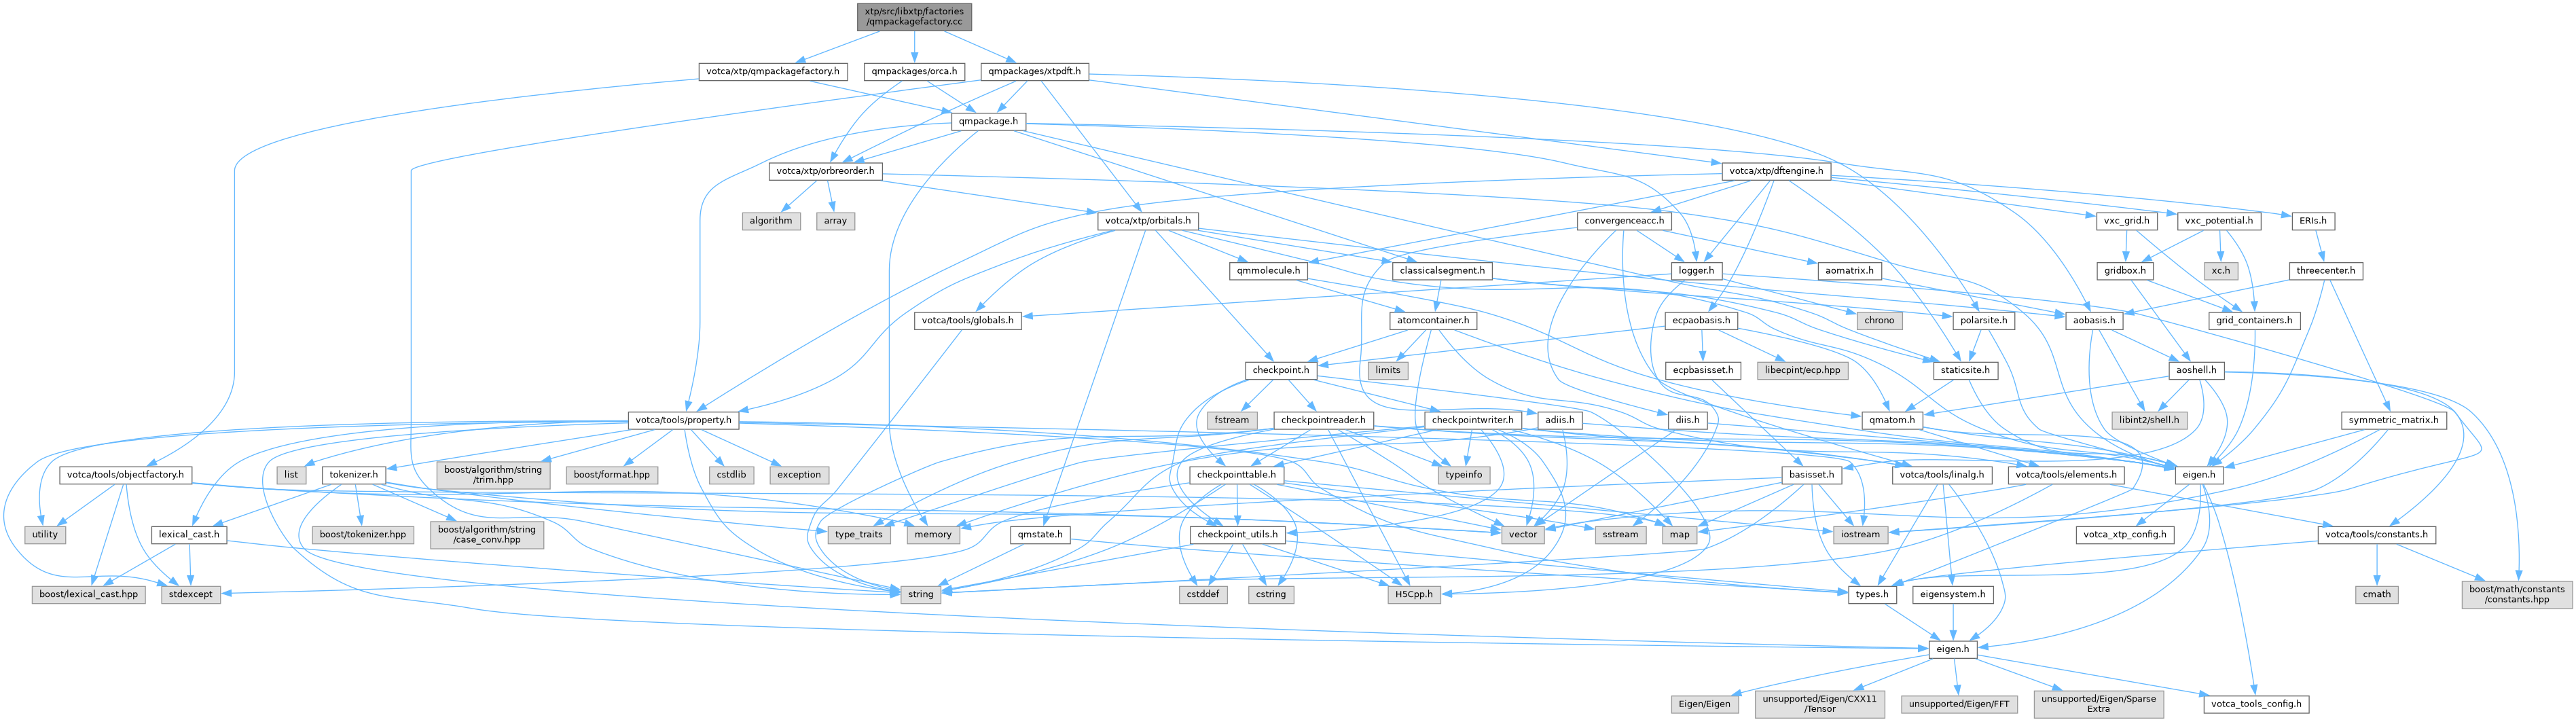 xtp/src/libxtp/factories
/qmpackagefactory.cc
votca/xtp/qmpackagefactory.h
qmpackages/orca.h
qmpackages/xtpdft.h
qmpackage.h
votca/xtp/orbreorder.h
votca/xtp/dftengine.h
algorithm
array
votca/xtp/orbitals.h
convergenceacc.h
vxc_grid.h
vxc_potential.h
ERIs.h
qmmolecule.h
classicalsegment.h
logger.h
aomatrix.h
gridbox.h
xc.h
threecenter.h
votca/tools/globals.h
atomcontainer.h
ecpaobasis.h
chrono
polarsite.h
aobasis.h
grid_containers.h
checkpoint.h
limits
ecpbasisset.h
libecpint/ecp.hpp
staticsite.h
aoshell.h
votca/tools/property.h
fstream
checkpointreader.h
checkpointwriter.h
adiis.h
diis.h
qmatom.h
libint2/shell.h
symmetric_matrix.h
votca/tools/objectfactory.h
list
tokenizer.h
boost/algorithm/string
/trim.hpp
boost/format.hpp
cstdlib
exception
checkpointtable.h
typeinfo
basisset.h
votca/tools/linalg.h
votca/tools/elements.h
eigen.h
utility
lexical_cast.h
boost/tokenizer.hpp
boost/algorithm/string
/case_conv.hpp
type_traits
memory
qmstate.h
checkpoint_utils.h
vector
sstream
map
iostream
votca_xtp_config.h
votca/tools/constants.h
boost/lexical_cast.hpp
stdexcept
string
cstddef
cstring
H5Cpp.h
types.h
eigensystem.h
cmath
boost/math/constants
/constants.hpp
eigen.h
Eigen/Eigen
unsupported/Eigen/CXX11
/Tensor
unsupported/Eigen/FFT
unsupported/Eigen/Sparse
Extra
votca_tools_config.h